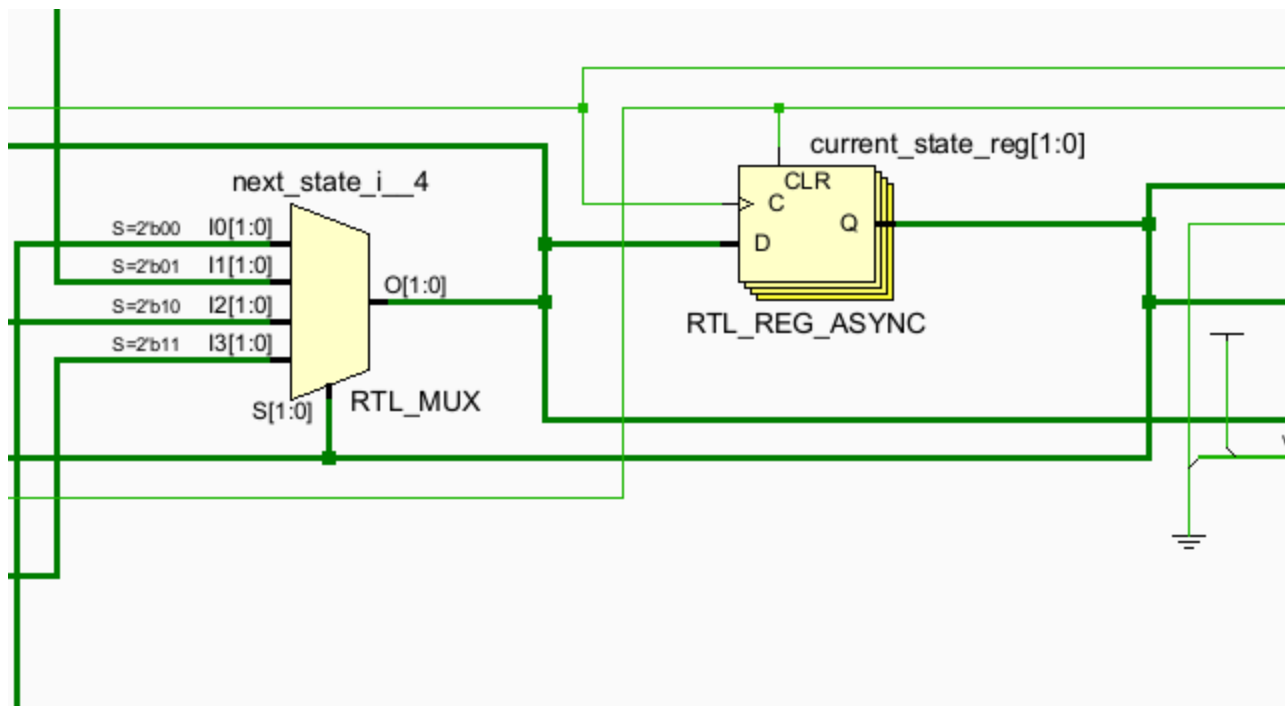 current_state_reg[1:0]
next_state_i__4
CLR
S=2'b00 I0[1:0]
C
Q
S=2'b01 I1[1:0]
D
O[1:0]
S=2'b10 I2[1:0]
RTL_REG_ASYNC
S=2'b11 I3[1:0]
S[1:0]
RTL_MUX